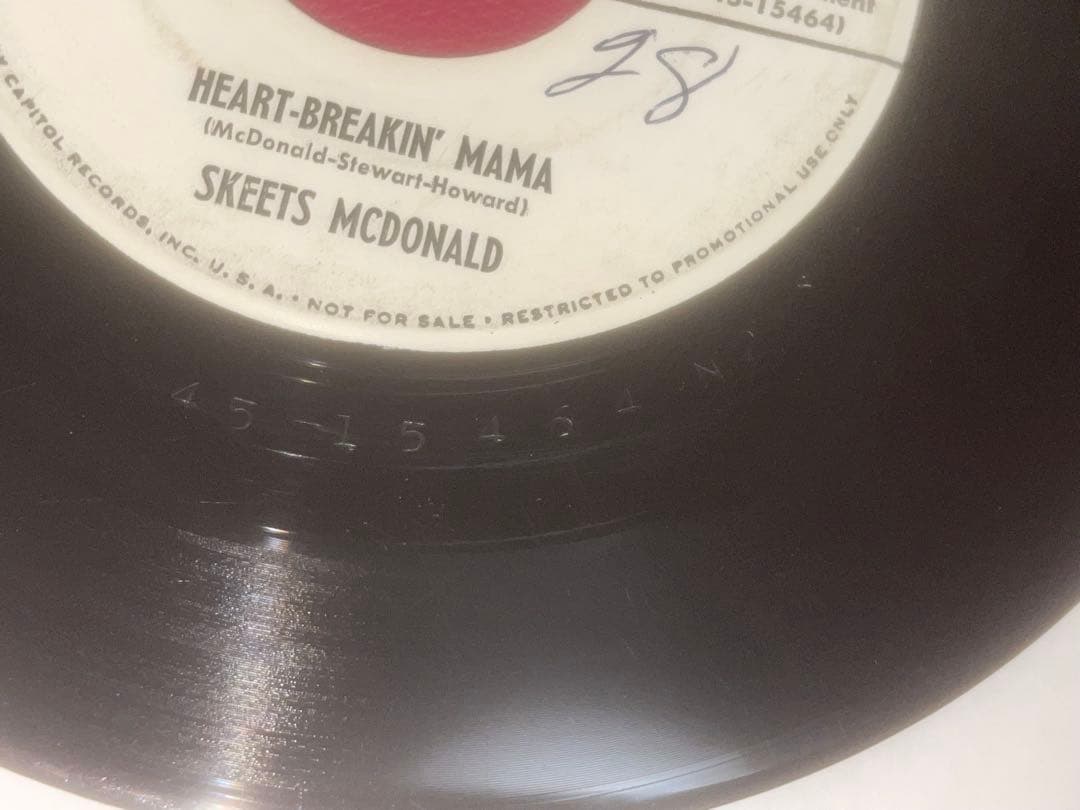 -15464)
28
HEART-BREAKIN' MAMA
(McDonald-Stewart-Howard)
SKEETS MCDONALD
CAPITOL RECORDS, INC. U. S. A. • NOT FOR SALE • RESTRICTED TO PROMOTIONAL USE ONLY
45-15464 N